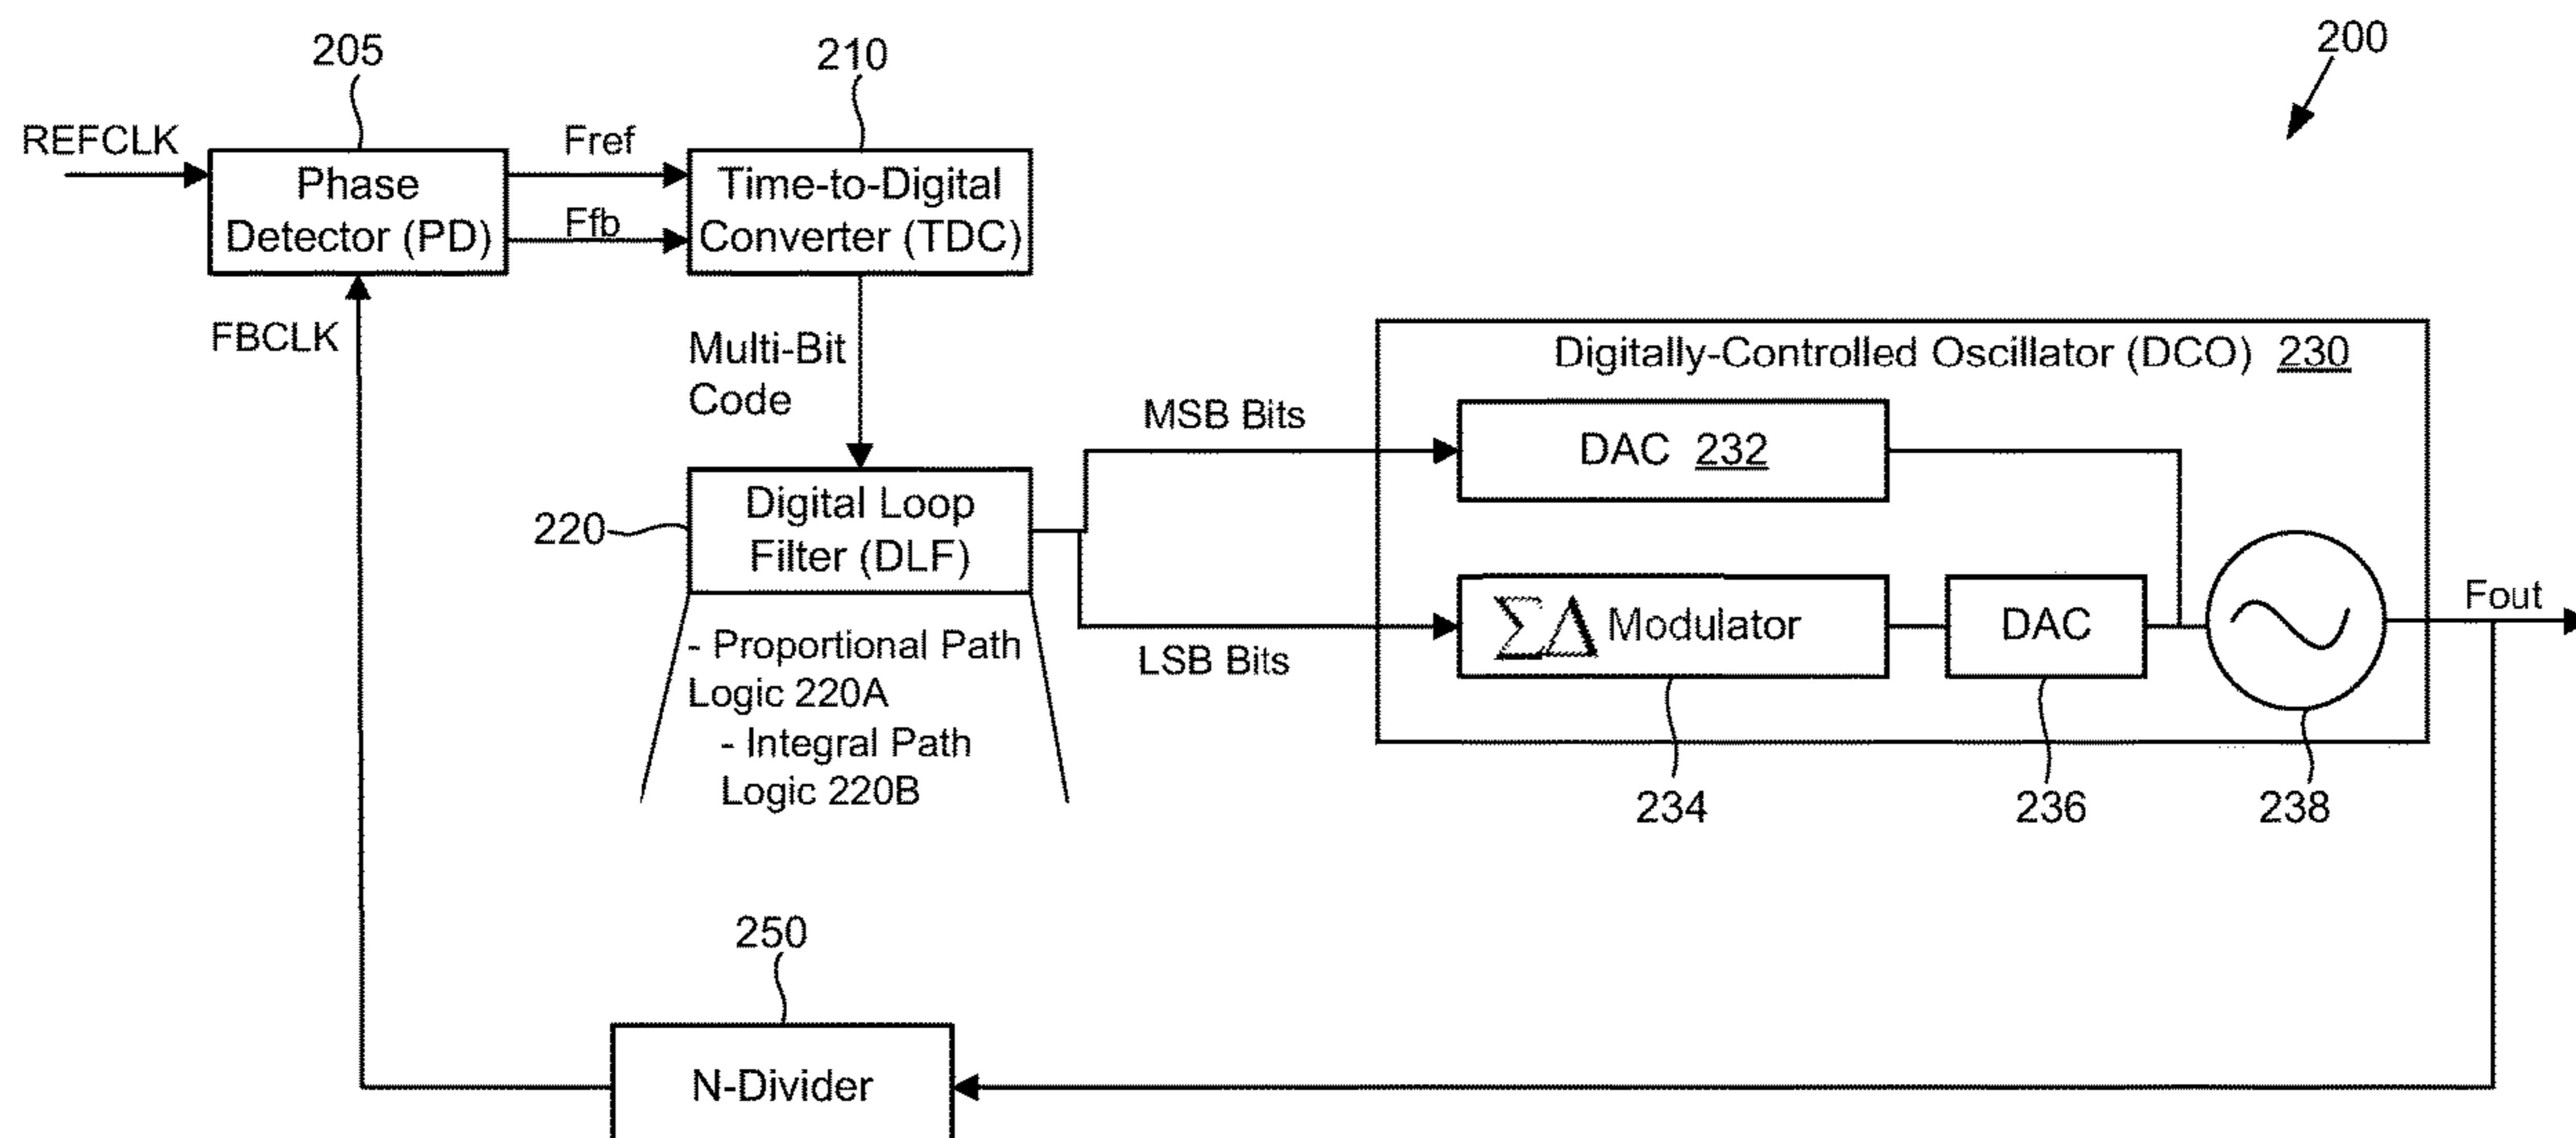 205
210
200
REFCLK
Fref
Phase
Detector (PD)
Time-to-Digital
Converter (TDC)
Ffb
FBCLK
Multi-Bit
Code
Digitally-Controlled Oscillator (DCO) 230
MSB Bits
DAC 232
220
Digital Loop
Filter (DLF)
ΣΔ Modulator
DAC
Fout
- Proportional Path
Logic 220A
- Integral Path
Logic 220B
LSB Bits
234
236
238
250
N-Divider